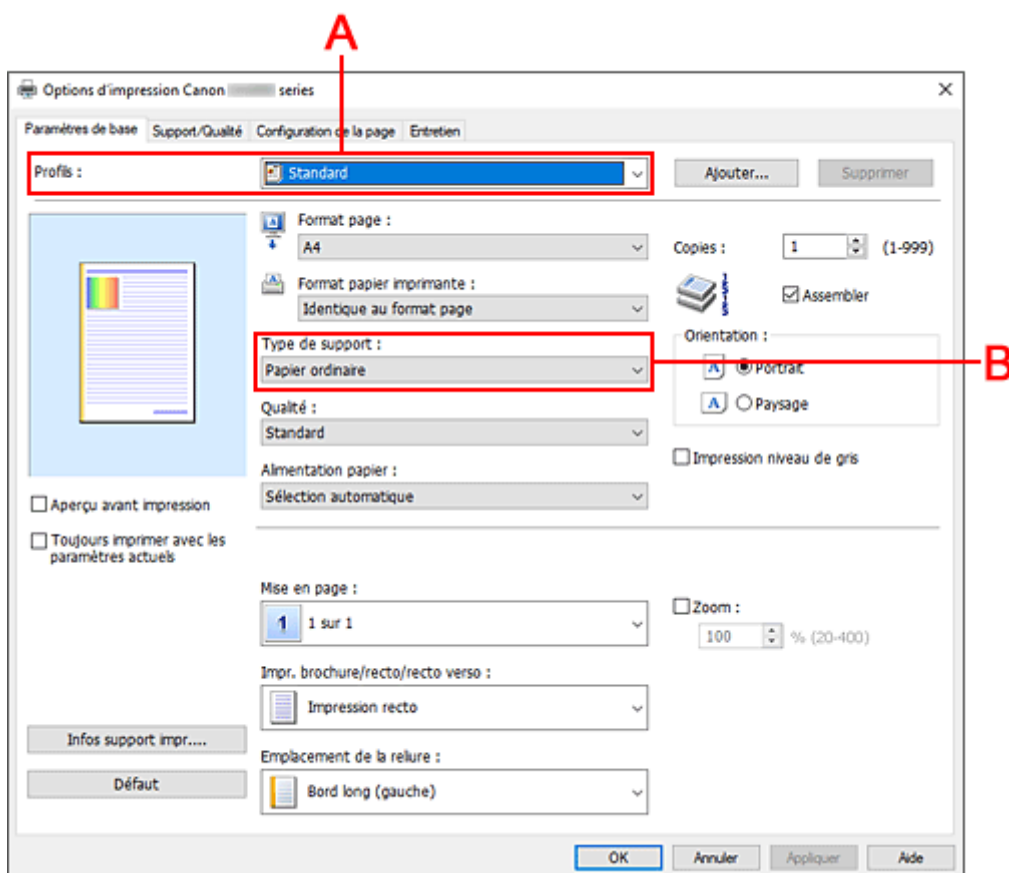 A
Options d'impression Canon series
Paramètres de base Support/Qualité Configuration de la page Entretien
Profils : Standard Ajouter... Supprimer
Format page :
A4
Copies : 1 (1-999)
Format papier imprimante :
Identique au format page
Assembler
Type de support :
Papier ordinaire
B
Orientation :
Portrait
Paysage
Qualité :
Standard
Impression niveau de gris
Alimentation papier :
Sélection automatique
Aperçu avant impression
Toujours imprimer avec les
paramètres actuels
Mise en page :
1 1 sur 1
Zoom :
100 % (20-400)
Impr. brochure/recto/recto verso :
Impression recto
Infos support impr....
Emplacement de la reliure :
Défaut
Bord long (gauche)
OK Annuler Appliquer Aide